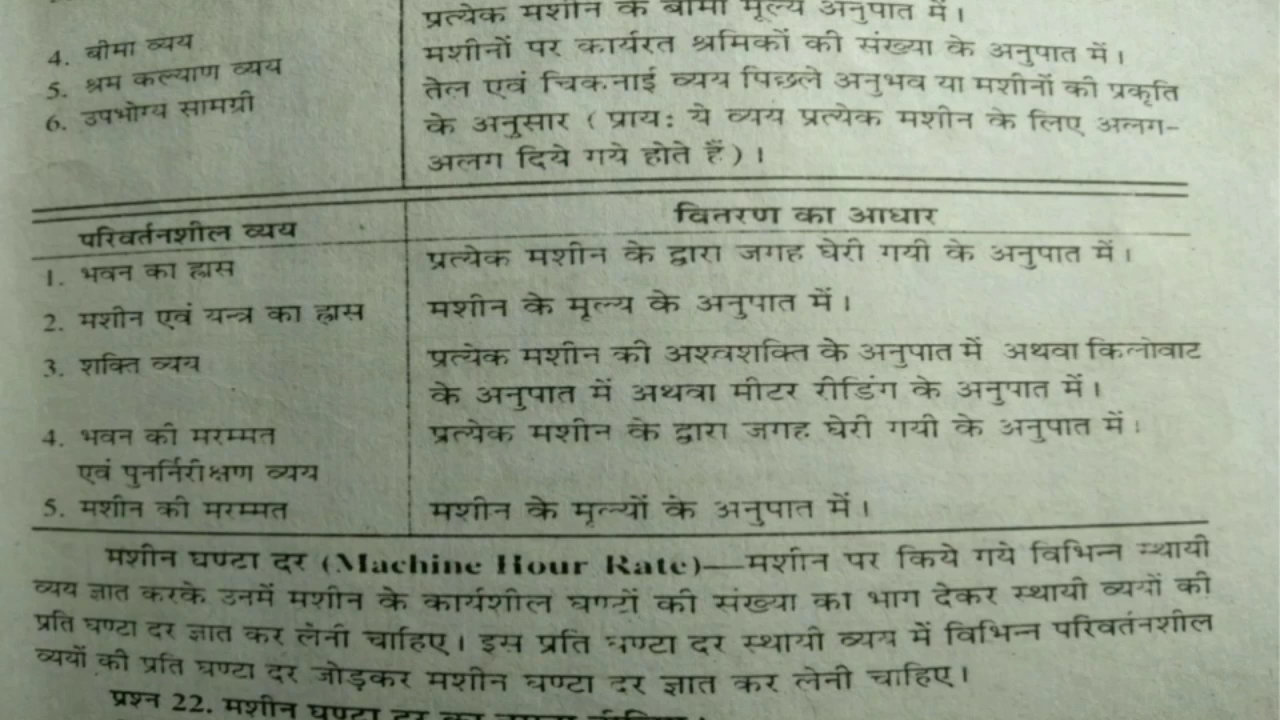 प्रत्येक मशीन के बीमा मूल्य अनुपात में।
4. बीमा व्यय
मशीनों पर कार्यरत श्रमिकों की संख्या के अनुपात में।
5. श्रम कल्याण व्यय
तेल एवं चिकनाई व्यय पिछले अनुभव या मशीनों की प्रकृति
6. उपभोग्य सामग्री
के अनुसार ( प्राय: ये व्यय प्रत्येक मशीन के लिए अलग-
अलग दिये गये होते हैं ) ।
परिवर्तनशील व्यय
वितरण का आधार
1. भवन का ह्रास
प्रत्येक मशीन के द्वारा जगह घेरी गयी के अनुपात में।
2. मशीन एवं यन्त्र का ह्रास
मशीन के मूल्य के अनुपात में।
3. शक्ति व्यय
प्रत्येक मशीन की अश्वशक्ति के अनुपात में अथवा किलोवाट
के अनुपात में अथवा मीटर रीडिंग के अनुपात में।
4. भवन की मरम्मत
प्रत्येक मशीन के द्वारा जगह घेरी गयी के अनुपात में।
एवं पुनर्निरीक्षण व्यय
5. मशीन की मरम्मत
मशीन के मूल्यों के अनुपात में।
मशीन घण्टा दर (Machine Hour Rate)—मशीन पर किये गये विभिन्न स्थायी
व्यय ज्ञात करके उनमें मशीन के कार्यशील घण्टों की संख्या का भाग देकर स्थायी व्ययों की
प्रति घण्टा दर ज्ञात कर लेनी चाहिए। इस प्रति घण्टा दर स्थायी व्यय में विभिन्न परिवर्तनशील
व्ययों की प्रति घण्टा दर जोड़कर मशीन घण्टा दर ज्ञात कर लेनी चाहिए।
प्रश्न 22. मशीन घण्टा दर का